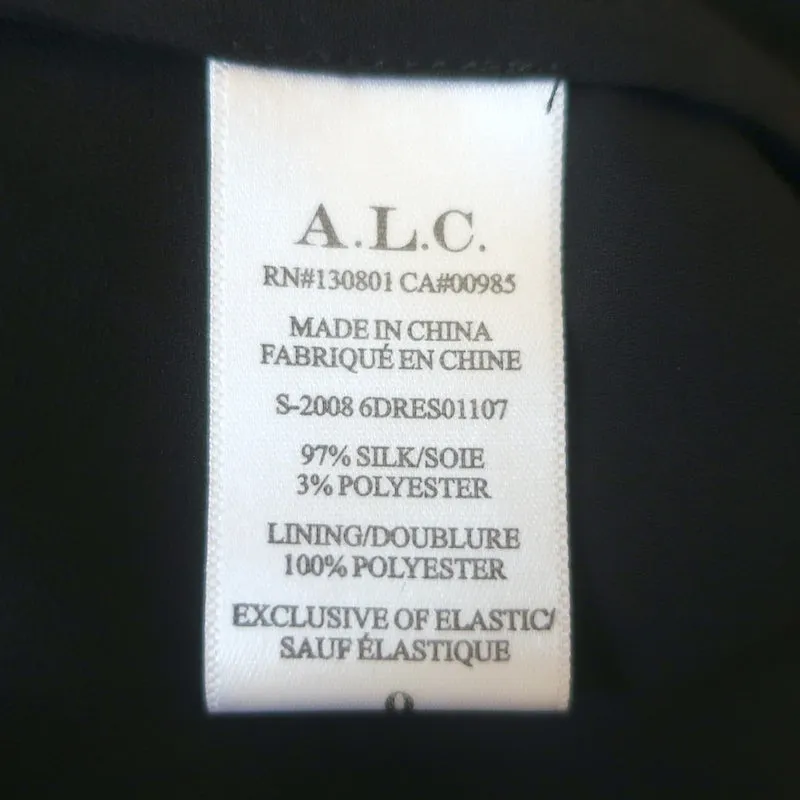 A.L.C.
RN#130801 CA#00985
MADE IN CHINA
FABRIQUÉ EN CHINE
S-2008 6DRES01107
97% SILK/SOIE
3% POLYESTER
LINING/DOUBLURE
100% POLYESTER
EXCLUSIVE OF ELASTIC/
SAUF ÉLASTIQUE